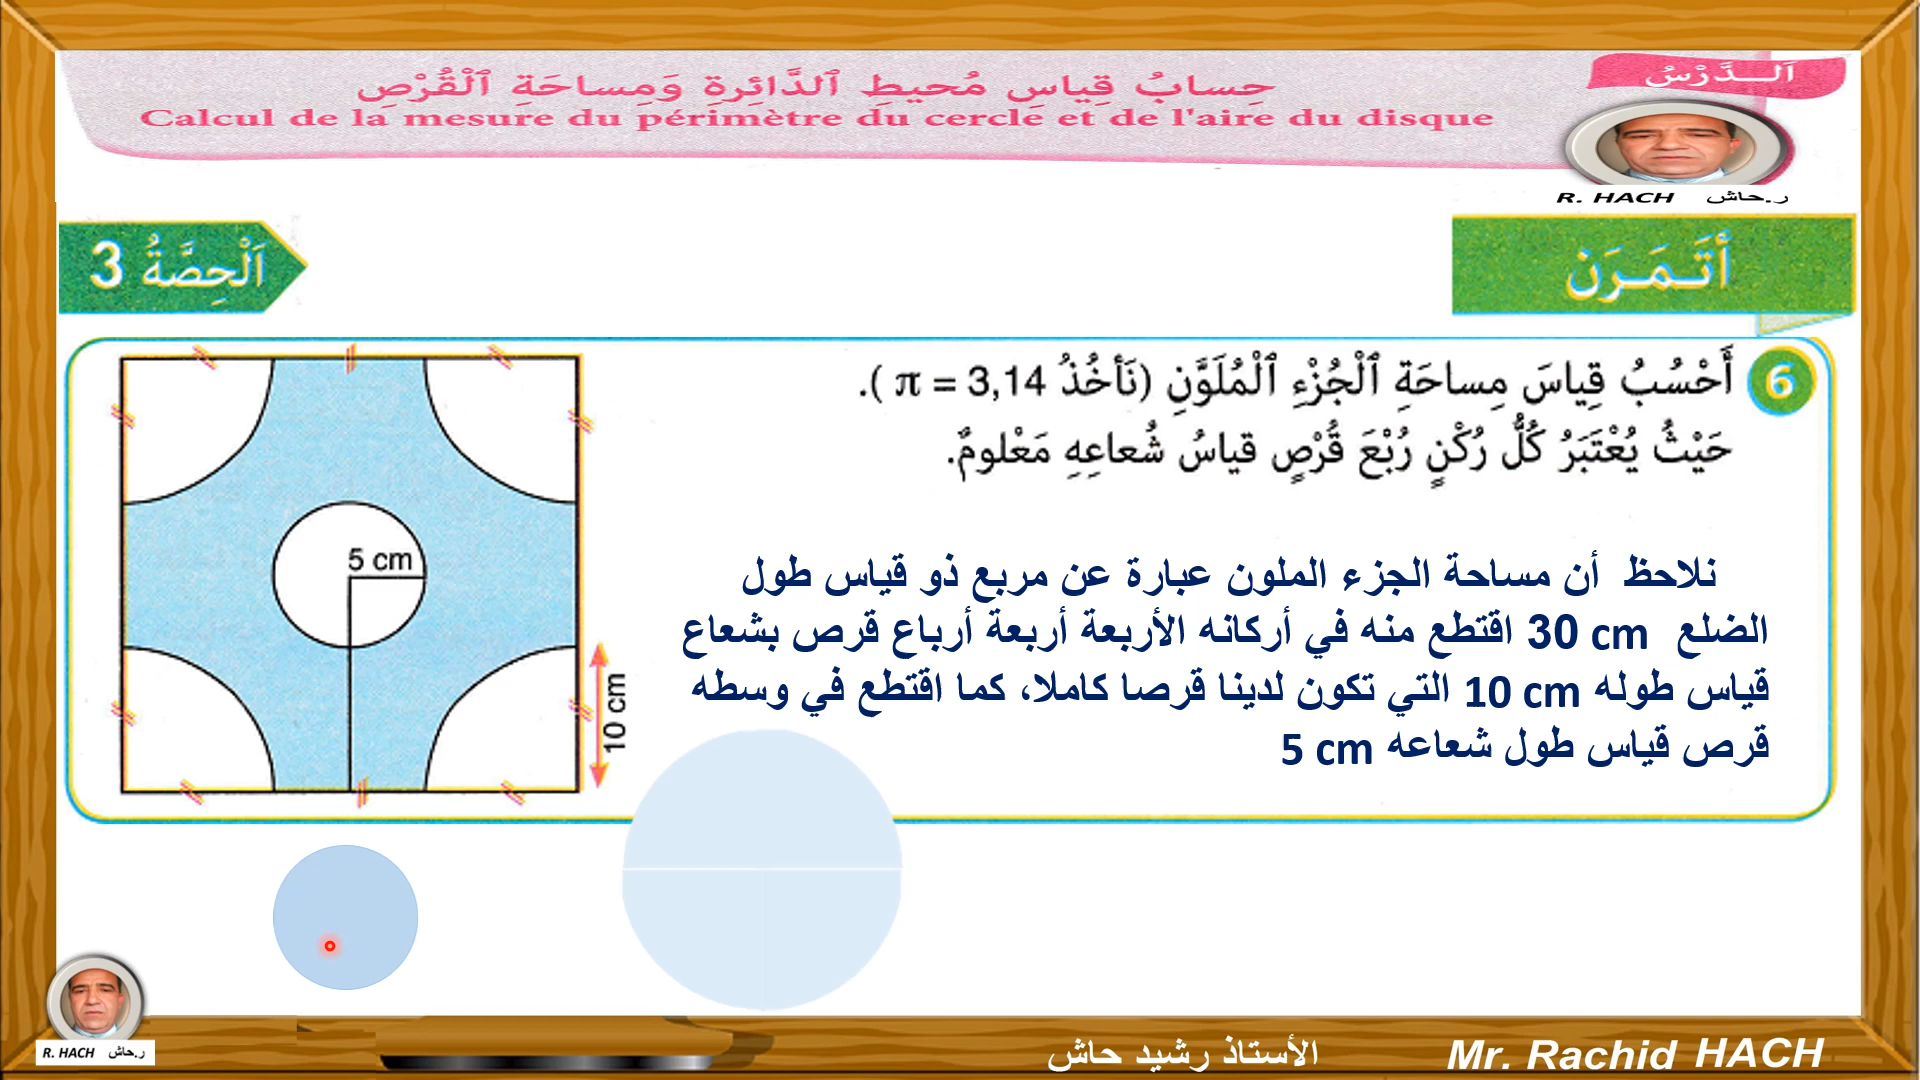 اَلــدَّرْسُ
حِسابُ قِياسِ مُحيطِ ٱلدَّائِرةِ وَمِساحَةِ ٱلْقُرْصِ
Calcul de la mesure du périmètre du cercle et de l'aire du disque
R. HACH ر.حاش
أَتَـمَـرَن
اَلْحِصَّةُ 3
6 أَحْسُبُ قِياسَ مِساحَةِ ٱلْجُزْءِ ٱلْمُلَوَّنِ (نَأخُذُ π = 3,14 ).
حَيْثُ يُعْتَبَرُ كُلُّ رُكْنٍ رُبْعَ قُرْصٍ قياسُ شُعاعِهِ مَعْلومٌ.
5 cm
10 cm
نلاحظ أن مساحة الجزء الملون عبارة عن مربع ذو قياس طول
الضلع 30 cm اقتطع منه في أركانه الأربعة أربعة أرباع قرص بشعاع
قياس طوله 10 cm التي تكون لدينا قرصا كاملا، كما اقتطع في وسطه
قرص قياس طول شعاعه 5 cm
R. HACH ر.حاش
الأستاذ رشيد حاش
Mr. Rachid HACH